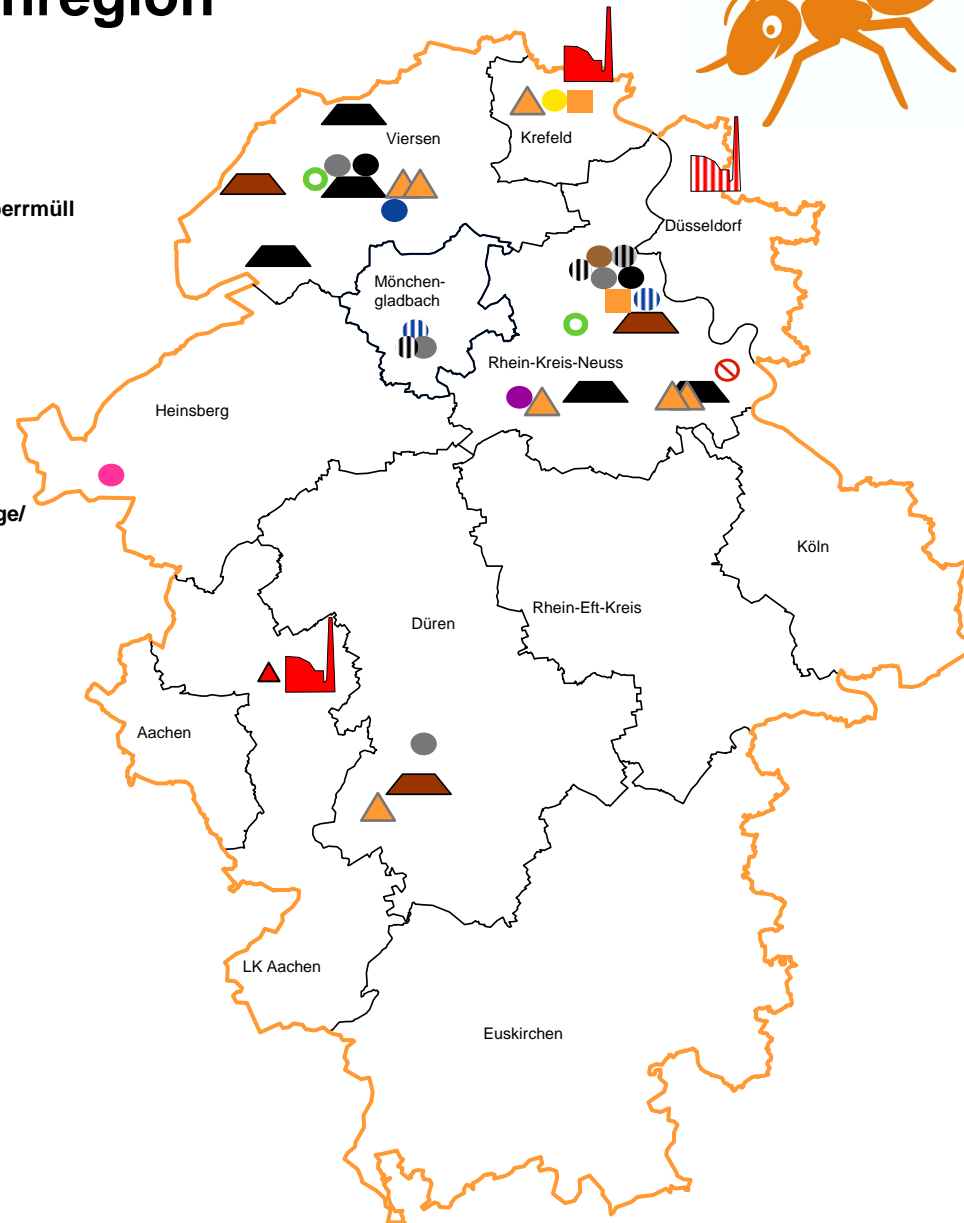 nregion
Viersen
Krefeld
errmüll
Düsseldorf
Mönchen-
gladbach
Rhein-Kreis-Neuss
Heinsberg
ge/
Köln
Rhein-Eft-Kreis
Düren
Aachen
LK Aachen
Euskirchen